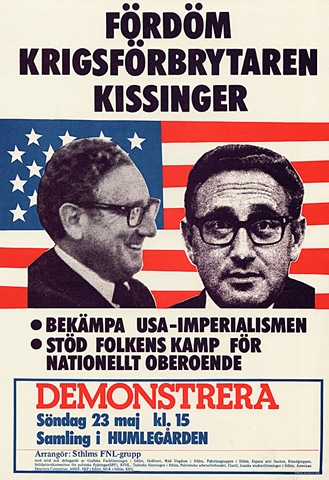 FÖRDÖM
KRIGSFÖRBRYTAREN
KISSINGER
• BEKÄMPA USA-IMPERIALISMEN
• STÖD FOLKENS KAMP FÖR
NATIONELLT OBEROENDE
DEMONSTRERA
Söndag 23 maj kl. 15
Samling i HUMLEGÅRDEN
Arrangör: Sthlms FNL-grupp